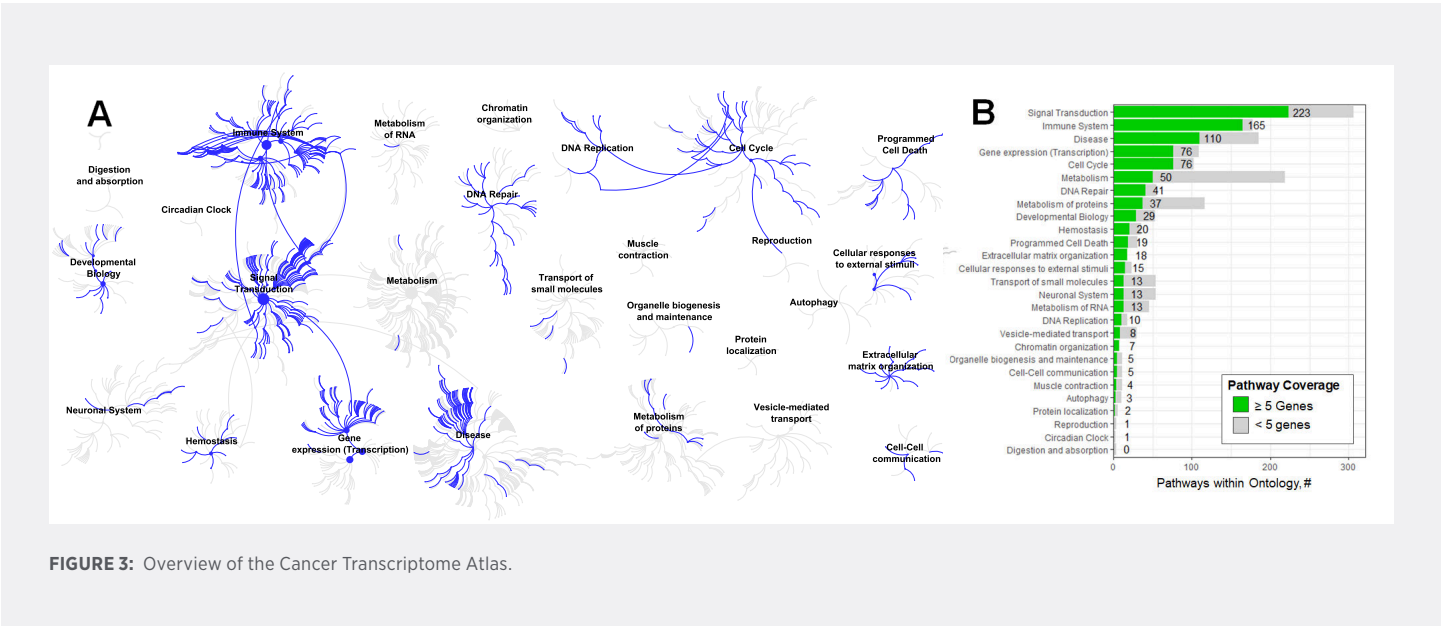 A
Immune System
Metabolism
of RNA
Chromatin
organization
DNA Replication
Cell Cycle
Programmed
Cell Death
Digestion
and absorption
DNA Repair
Circadian Clock
Developmental
Biology
Signal
Transduction
Metabolism
Transport of
small molecules
Muscle
contraction
Reproduction
Cellular responses
to external stimuli
Organelle biogenesis
and maintenance
Autophagy
Protein
localization
Extracellular
matrix organization
Neuronal System
Hemostasis
Gene
expression (Transcription)
Disease
Metabolism
of proteins
Vesicle-mediated
transport
Cell-Cell
communication
B
Signal Transduction 223
Immune System 165
Disease 110
Gene expression (Transcription) 76
Cell Cycle 76
Metabolism 50
DNA Repair 41
Metabolism of proteins 37
Developmental Biology 29
Hemostasis 20
Programmed Cell Death 19
Extracellular matrix organization 18
Cellular responses to external stimuli 15
Transport of small molecules 13
Neuronal System 13
Metabolism of RNA 13
DNA Replication 10
Vesicle-mediated transport 8
Chromatin organization 7
Organelle biogenesis and maintenance 5
Cell-Cell communication 5
Muscle contraction 4
Autophagy 3
Protein localization 2
Reproduction 1
Circadian Clock 1
Digestion and absorption 0
0 100 200 300
Pathways within Ontology, #
Pathway Coverage
≥ 5 Genes
< 5 genes
FIGURE 3: Overview of the Cancer Transcriptome Atlas.